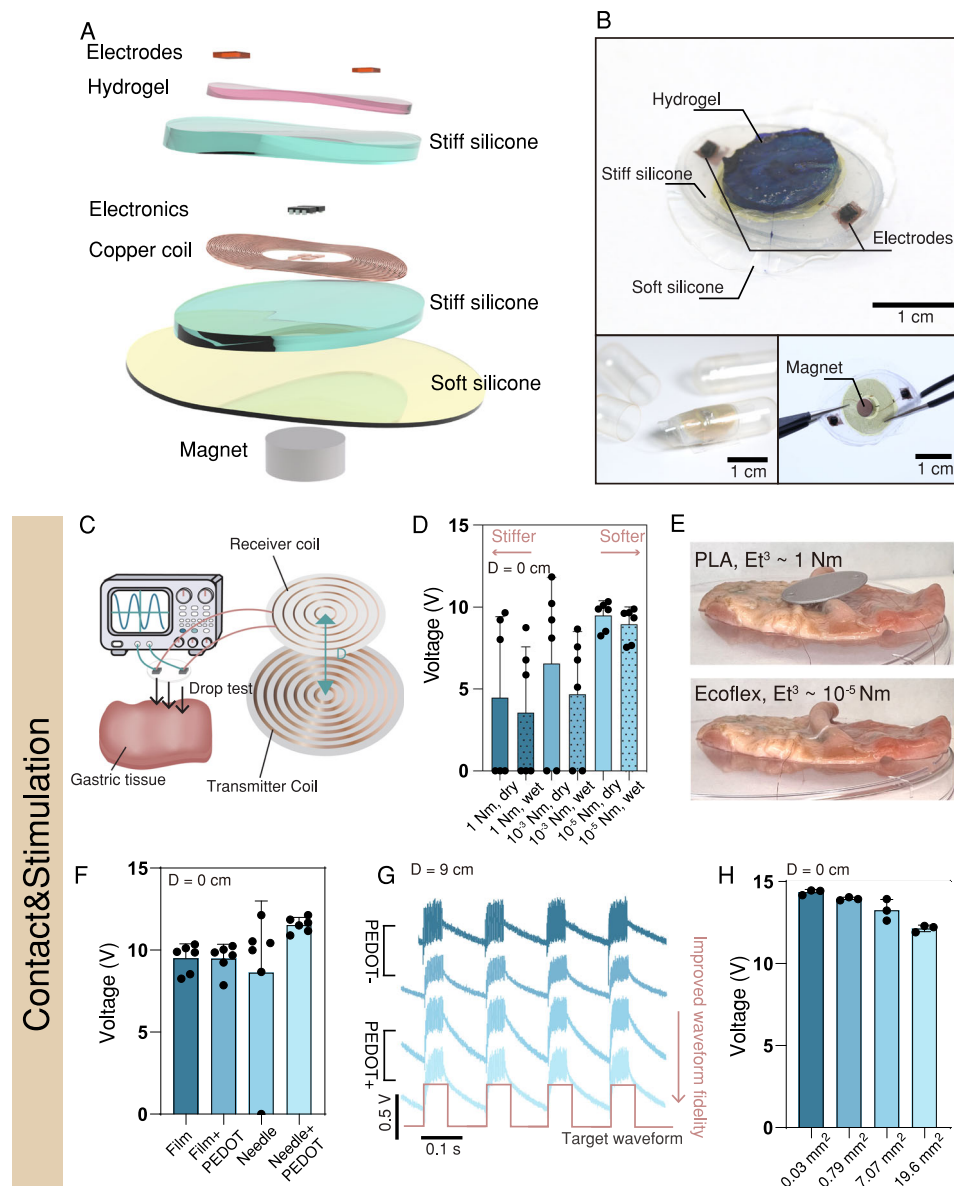 A
Electrodes
Hydrogel
Stiff silicone
Electronics
Copper coil
Stiff silicone
Soft silicone
Magnet
B
Hydrogel
Stiff silicone
Electrodes
Soft silicone
1 cm
1 cm
Magnet
1 cm
Contact&Stimulation
C
Receiver coil
D
Drop test
Gastric tissue
Transmitter Coil
D
15
10
5
0
Voltage (V)
Stiffer
Softer
D = 0 cm
1 Nm, dry
1 Nm, wet
10⁻³ Nm, dry
10⁻³ Nm, wet
10⁻⁵ Nm, dry
10⁻⁵ Nm, wet
E
PLA, Et³ ~ 1 Nm
Ecoflex, Et³ ~ 10⁻⁵ Nm
F
D = 0 cm
15
10
5
0
Voltage (V)
Film
Film+
PEDOT
Needle
Needle+
PEDOT
G
D = 9 cm
PEDOT-
PEDOT+
0.5 V
0.1 s
Target waveform
Improved waveform fidelity
H
D = 0 cm
15
10
5
0
Voltage (V)
0.03 mm²
0.79 mm²
7.07 mm²
19.6 mm²